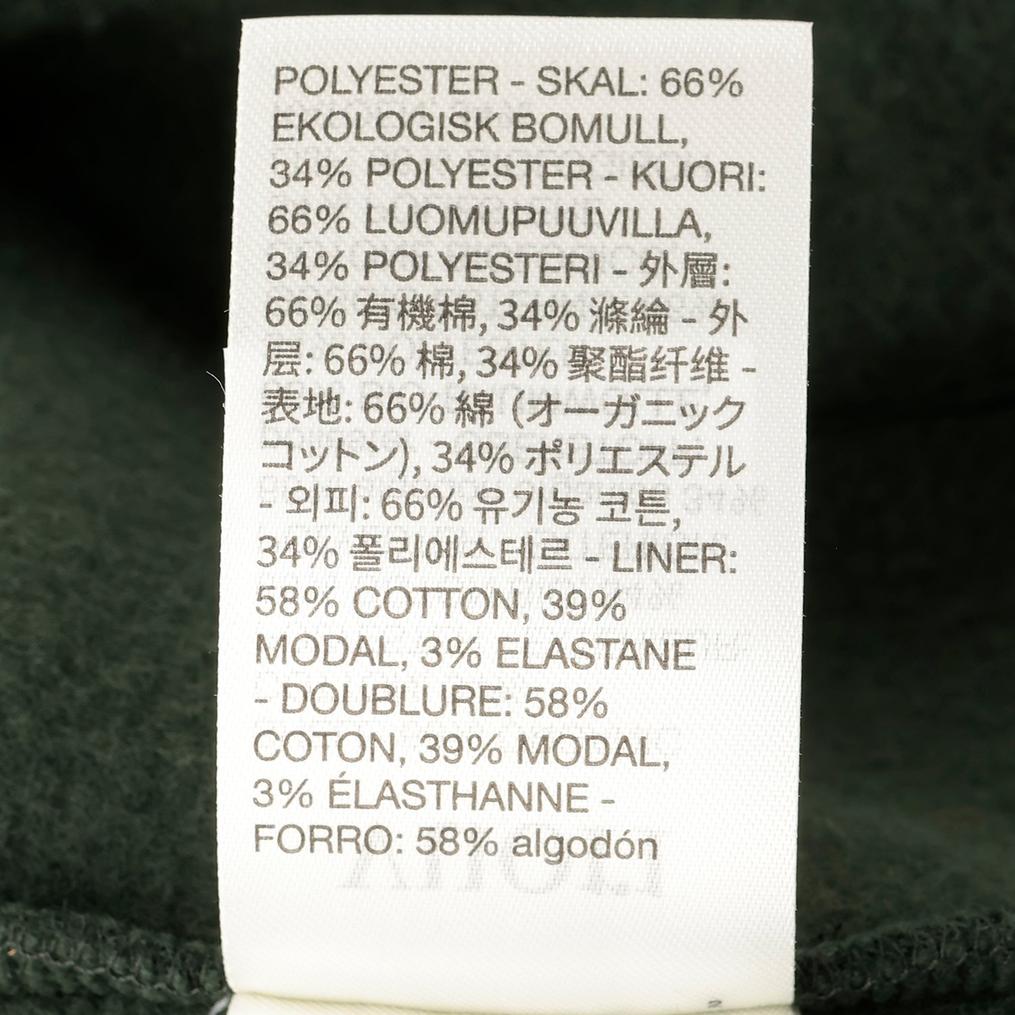 POLYESTER - SKAL: 66%
EKOLOGISK BOMULL,
34% POLYESTER - KUORI:
66% LUOMUPUUVILLA,
34% POLYESTERI - 外層:
66% 有機棉, 34% 滌綸 - 外
层: 66% 棉, 34% 聚酯纤维 -
表地: 66% 綿 (オーガニック
コットン), 34% ポリエステル
- 외피: 66% 유기농 코튼,
34% 폴리에스테르 - LINER:
58% COTTON, 39%
MODAL, 3% ELASTANE
- DOUBLURE: 58%
COTON, 39% MODAL,
3% ÉLASTHANNE -
FORRO: 58% algodón